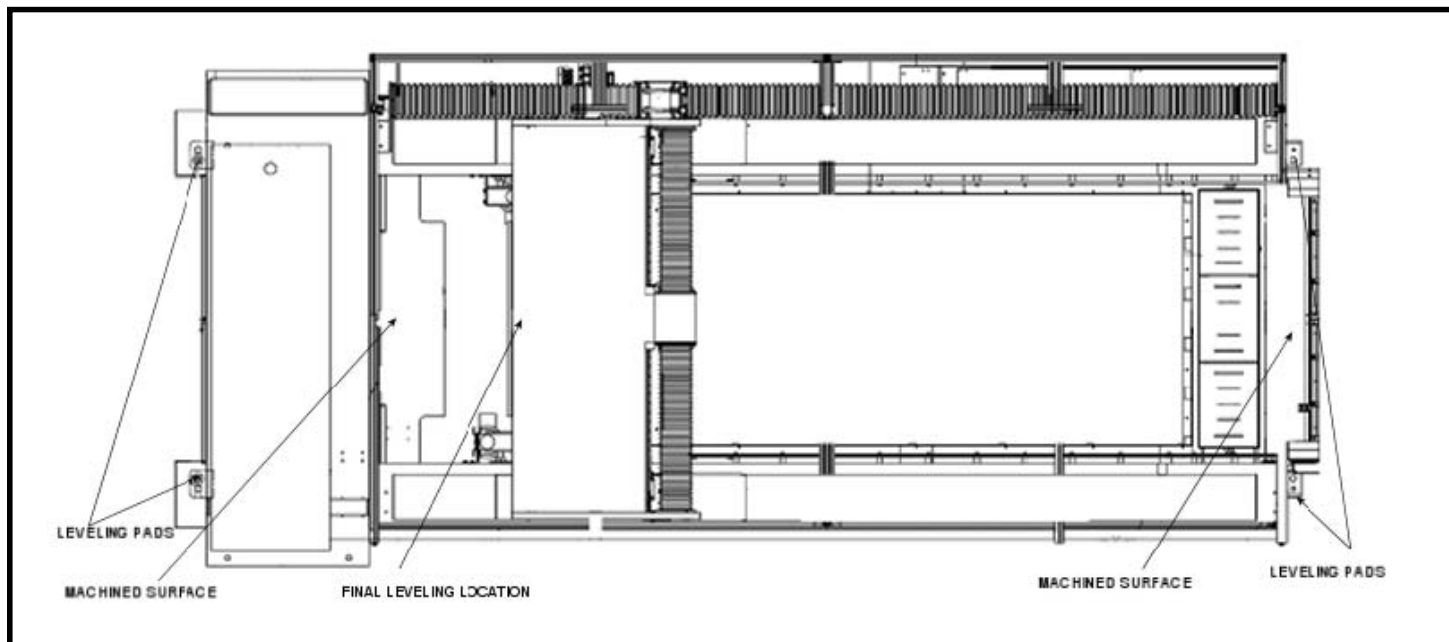 LEVELING PADS
MACHINED SURFACE
FINAL LEVELING LOCATION
MACHINED SURFACE
LEVELING PADS